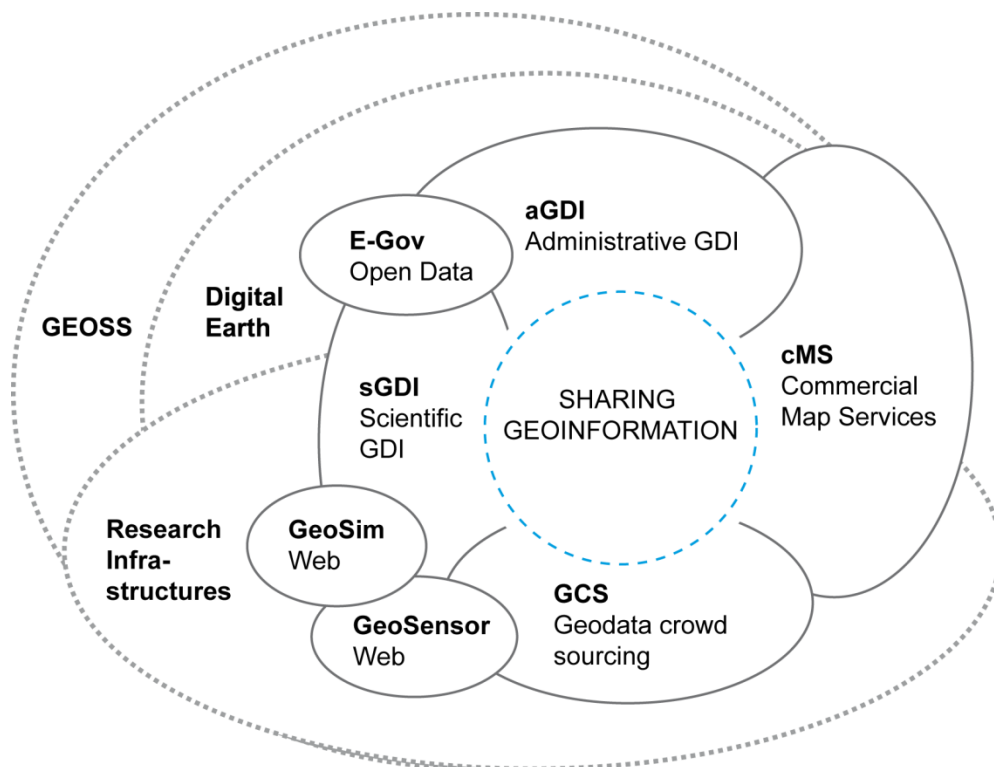 aGDI
Administrative GDI
E-Gov
Open Data
Digital
Earth
GEOSS
cMS
Commercial
Map Services
sGDI
Scientific
GDI
SHARING
GEOINFORMATION
Research
Infra-
structures
GeoSim
Web
GCS
Geodata crowd
sourcing
GeoSensor
Web